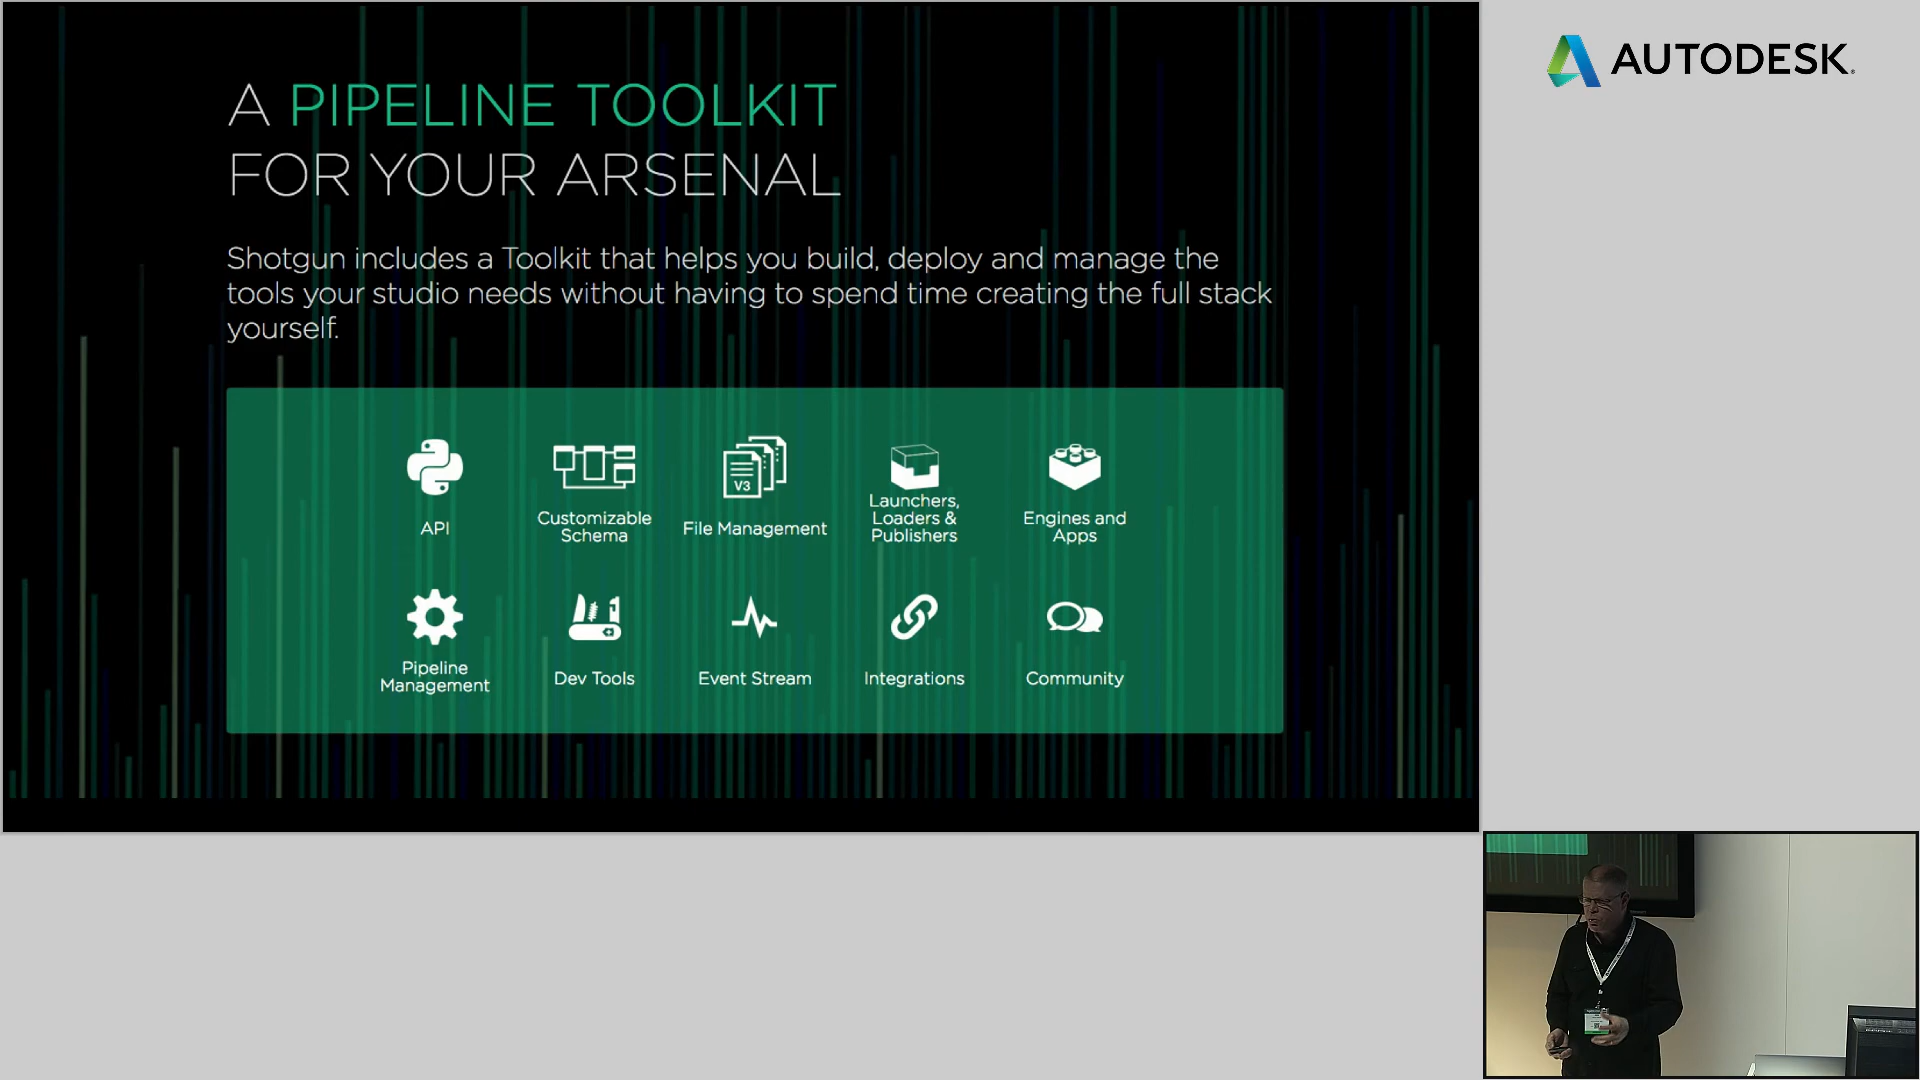 A PIPELINE TOOLKIT
FOR YOUR ARSENAL
Shotgun includes a Toolkit that helps you build, deploy and manage the
tools your studio needs without having to spend time creating the full stack
yourself.
V3
API
Customizable
Schema
File Management
Launchers,
Loaders &
Publishers
Engines and
Apps
Pipeline
Management
Dev Tools
Event Stream
Integrations
Community
AUTODESK.